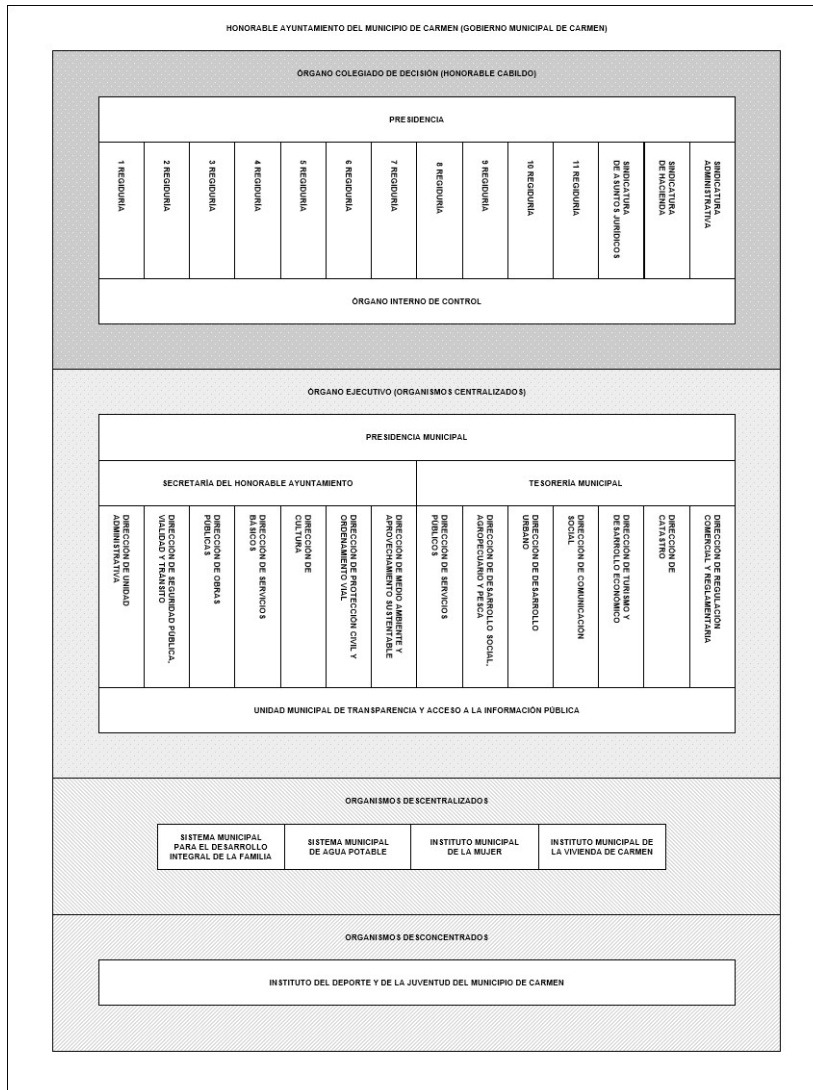 HONORABLE AYUNTAMIENTO DEL MUNICIPIO DE CARMEN (GOBIERNO MUNICIPAL DE CARMEN)
ÓRGANO COLEGIADO DE DECISIÓN (HONORABLE CABILDO)
PRESIDENCIA
1 REGIDURÍA
2 REGIDURÍA
3 REGIDURÍA
4 REGIDURÍA
5 REGIDURÍA
6 REGIDURÍA
7 REGIDURÍA
8 REGIDURÍA
9 REGIDURÍA
10 REGIDURÍA
11 REGIDURÍA
SINDICATURA
DE ASUNTOS JURÍDICOS
SINDICATURA
DE HACIENDA
SINDICATURA
ADMINISTRATIVA
ÓRGANO INTERNO DE CONTROL
ÓRGANO EJECUTIVO (ORGANISMOS CENTRALIZADOS)
PRESIDENCIA MUNICIPAL
SECRETARÍA DEL HONORABLE AYUNTAMIENTO
TESORERÍA MUNICIPAL
DIRECCIÓN DE UNIDAD
ADMINISTRATIVA
DIRECCIÓN DE SEGURIDAD PÚBLICA,
VIALIDAD Y TRÁNSITO
DIRECCIÓN DE OBRAS
PÚBLICAS
DIRECCIÓN DE SERVICIOS
BÁSICOS
DIRECCIÓN DE
CULTURA
DIRECCIÓN DE PROTECCIÓN CIVIL Y
ORDENAMIENTO VIAL
DIRECCIÓN DE MEDIO AMBIENTE Y
APROVECHAMIENTO SUSTENTABLE
DIRECCIÓN DE SERVICIOS
PÚBLICOS
DIRECCIÓN DE DESARROLLO SOCIAL,
AGROPECUARIO Y PESCA
DIRECCIÓN DE DESARROLLO
URBANO
DIRECCIÓN DE COMUNICACIÓN
SOCIAL
DIRECCIÓN DE TURISMO Y
DESARROLLO ECONÓMICO
DIRECCIÓN DE
CATASTRO
DIRECCIÓN DE REGULACIÓN
COMERCIAL Y REGLAMENTARIA
UNIDAD MUNICIPAL DE TRANSPARENCIA Y ACCESO A LA INFORMACIÓN PÚBLICA
ORGANISMOS DESCENTRALIZADOS
SISTEMA MUNICIPAL
PARA EL DESARROLLO
INTEGRAL DE LA FAMILIA
SISTEMA MUNICIPAL
DE AGUA POTABLE
INSTITUTO MUNICIPAL
DE LA MUJER
INSTITUTO MUNICIPAL DE
LA VIVIENDA DE CARMEN
ORGANISMOS DESCONCENTRADOS
INSTITUTO DEL DEPORTE Y DE LA JUVENTUD DEL MUNICIPIO DE CARMEN